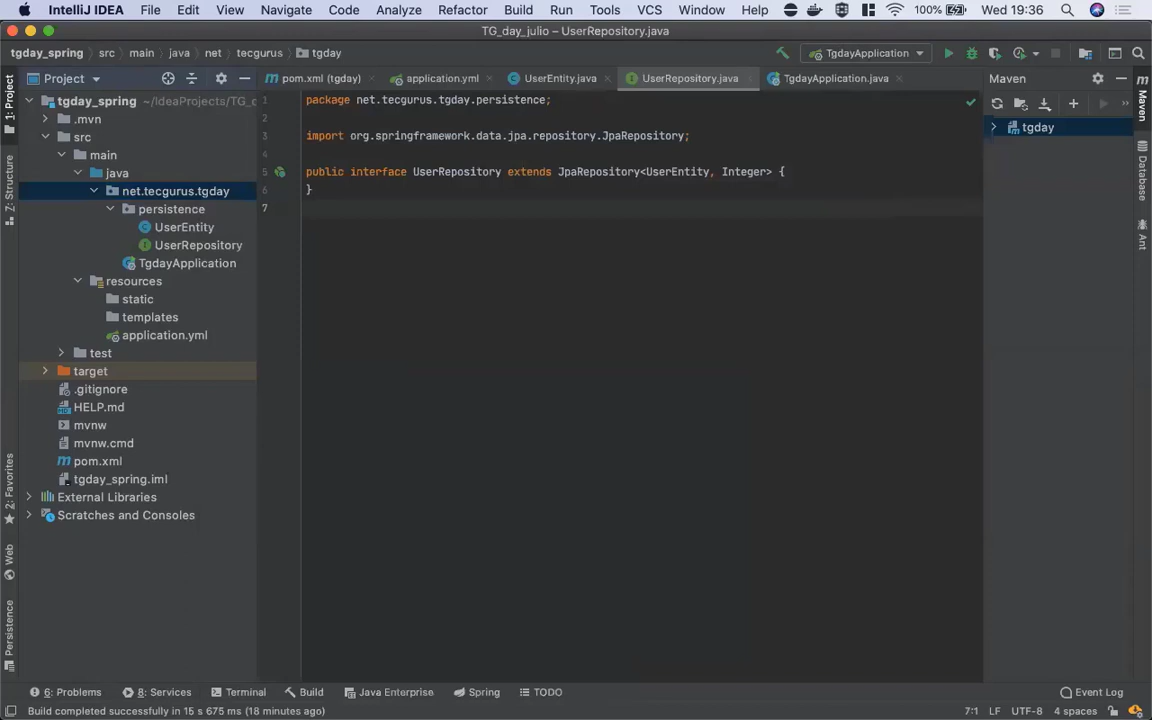 IntelliJ IDEA File Edit View Navigate Code Analyze Refactor Build Run Tools VCS Window Help 100% Wed 19:36
TG_day_julio – UserRepository.java
tgday_spring › src › main › java › net › tecgurus › tgday
TgdayApplication
Project
pom.xml (tgday)
application.yml
UserEntity.java
UserRepository.java
TgdayApplication.java
Maven
1: Project
7: Structure
2: Favorites
Web
Persistence
tgday_spring ~/IdeaProjects/TG_d
.mvn
src
main
java
net.tecgurus.tgday
persistence
UserEntity
UserRepository
TgdayApplication
resources
static
templates
application.yml
test
target
.gitignore
HELP.md
mvnw
mvnw.cmd
pom.xml
tgday_spring.iml
External Libraries
Scratches and Consoles
1 package net.tecgurus.tgday.persistence;
2
3 import org.springframework.data.jpa.repository.JpaRepository;
4
5 public interface UserRepository extends JpaRepository<UserEntity, Integer> {
6 }
7
tgday
Maven
Database
Ant
6: Problems 8: Services Terminal Build Java Enterprise Spring TODO Event Log
Build completed successfully in 15 s 675 ms (18 minutes ago) 7:1 LF UTF-8 4 spaces